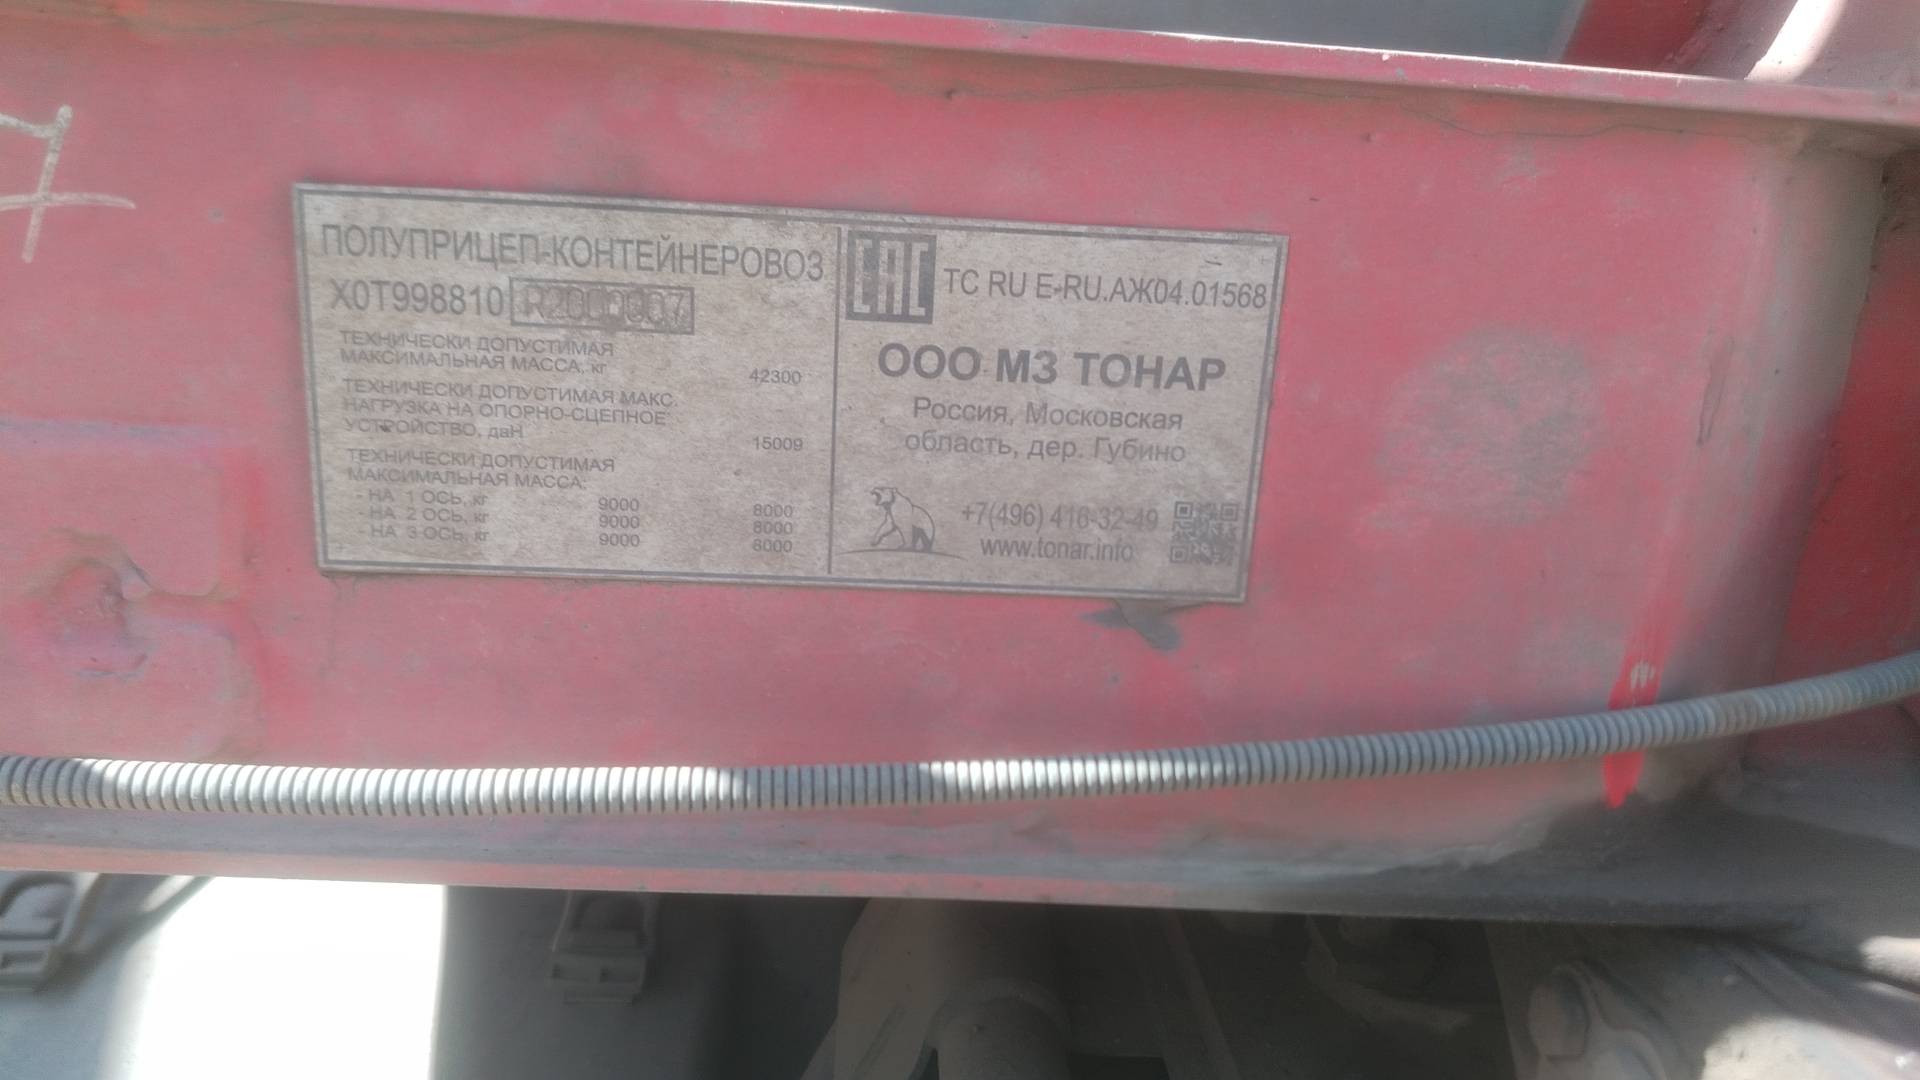 ПОЛУПРИЦЕП-КОНТЕЙНЕРОВОЗ
X0T998810 R2000007
ТЕХНИЧЕСКИ ДОПУСТИМАЯ
МАКСИМАЛЬНАЯ МАССА, кг 42300
ТЕХНИЧЕСКИ ДОПУСТИМАЯ МАКС.
НАГРУЗКА НА ОПОРНО-СЦЕПНОЕ
УСТРОЙСТВО, даН 15009
ТЕХНИЧЕСКИ ДОПУСТИМАЯ
МАКСИМАЛЬНАЯ МАССА:
- НА 1 ОСЬ, кг 9000 8000
- НА 2 ОСЬ, кг 9000 8000
- НА 3 ОСЬ, кг 9000 8000
EAC TC RU E-RU.АЖ04.01568
ООО МЗ ТОНАР
Россия, Московская
область, дер. Губино
+7(496) 416-32-49
www.tonar.info